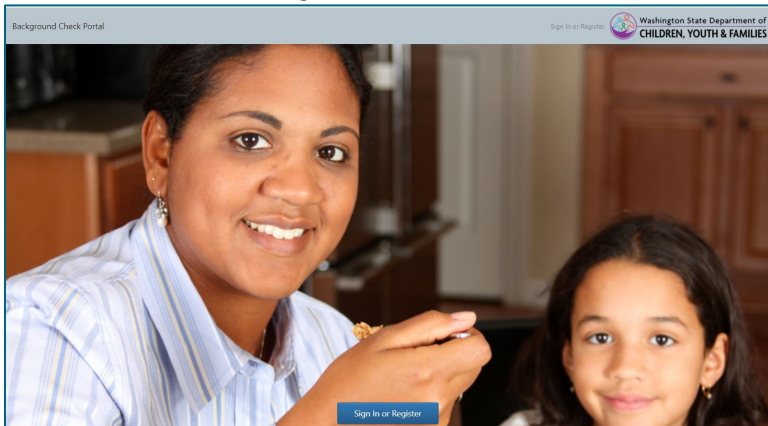 Background Check Portal
Sign In or Register
Washington State Department of
CHILDREN, YOUTH & FAMILIES
Sign In or Register